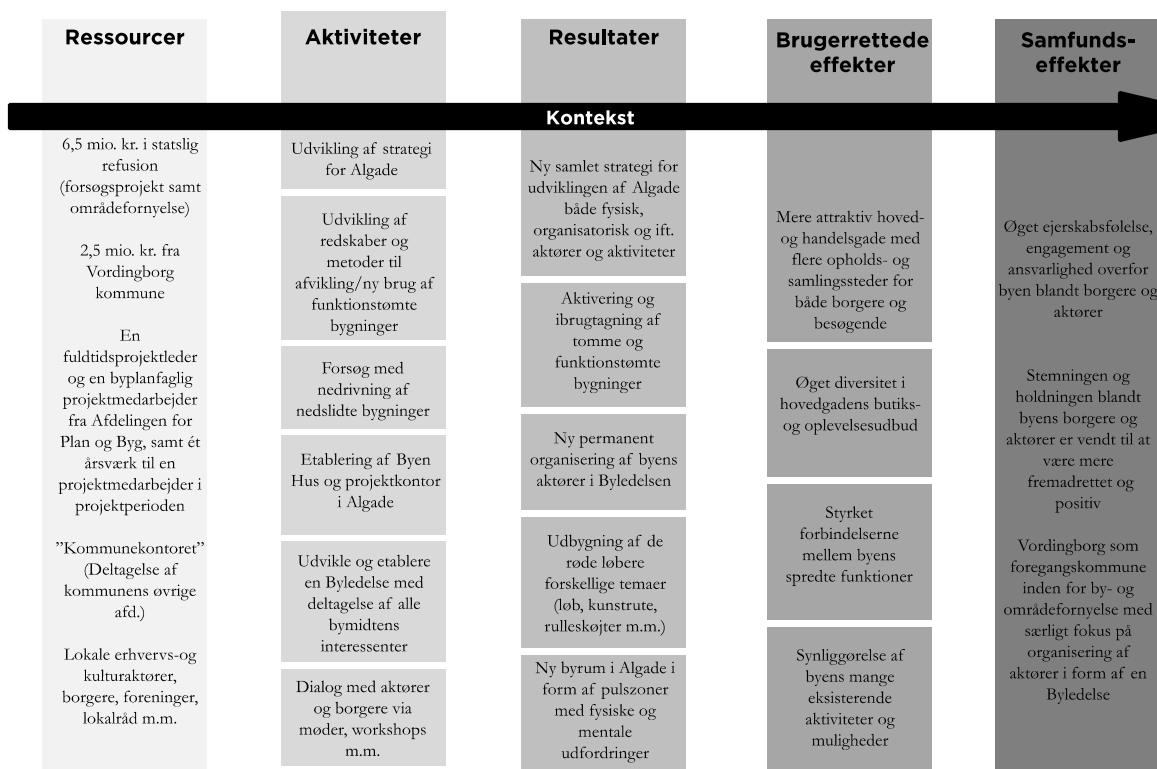 Ressourcer
Aktiviteter
Resultater
Brugerrettede
effekter
Samfunds-
effekter
Kontekst
6,5 mio. kr. i statslig
refusion
(forsøgsprojekt samt
områdefornyelse)
2,5 mio. kr. fra
Vordingborg
kommune
En
fuldtidsprojektleder
og en byplanfaglig
projektmedarbejder
fra Afdelingen for
Plan og Byg, samt ét
årsværk til en
projektmedarbejder i
projektperioden
”Kommunekontoret”
(Deltagelse af
kommunens øvrige
afd.)
Lokale erhvervs-og
kulturaktører,
borgere, foreninger,
lokalråd m.m.
Udvikling af strategi
for Algade
Udvikling af
redskaber og
metoder til
afvikling/ny brug af
funktionstømte
bygninger
Forsøg med
nedrivning af
nedslidte bygninger
Etablering af Byen
Hus og projektkontor
i Algade
Udvikle og etablere
en Byledelse med
deltagelse af alle
bymidtens
interessenter
Dialog med aktører
og borgere via
møder, workshops
m.m.
Ny samlet strategi for
udviklingen af Algade
både fysisk,
organisatorisk og ift.
aktører og aktiviteter
Aktivering og
ibrugtagning af
tomme og
funktionstømte
bygninger
Ny permanent
organisering af byens
aktører i Byledelsen
Udbygning af de
røde løbere
forskellige temaer
(løb, kunstrute,
rulleskøjter m.m.)
Ny byrum i Algade i
form af pulszoner
med fysiske og
mentale
udfordringer
Mere attraktiv hoved-
og handelsgade med
flere opholds- og
samlingssteder for
både borgere og
besøgende
Øget diversitet i
hovedgadens butiks-
og oplevelsesudbud
Styrket
forbindelserne
mellem byens
spredte funktioner
Synliggørelse af
byens mange
eksisterende
aktiviteter og
muligheder
Øget ejerskabsfølelse,
engagement og
ansvarlighed overfor
byen blandt borgere og
aktører
Stemningen og
holdningen blandt
byens borgere og
aktører er vendt til at
være mere
fremadrettet og
positiv
Vordingborg som
foregangskommune
inden for by- og
områdefornyelse med
særligt fokus på
organisering af
aktører i form af en
Byledelse